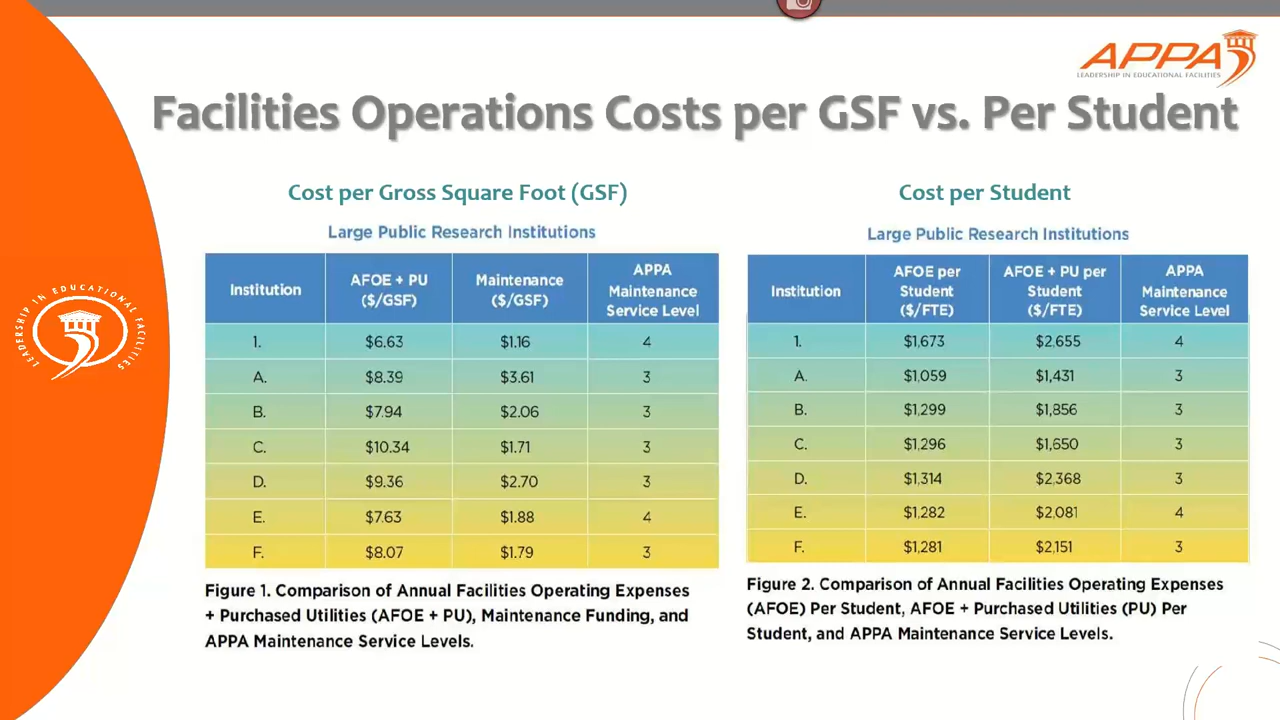 APPA
LEADERSHIP IN EDUCATIONAL FACILITIES
Facilities Operations Costs per GSF vs. Per Student
Cost per Gross Square Foot (GSF)
Large Public Research Institutions
Institution AFOE + PU ($/GSF) Maintenance ($/GSF) APPA Maintenance Service Level
1. $6.63 $1.16 4
A. $8.39 $3.61 3
B. $7.94 $2.06 3
C. $10.34 $1.71 3
D. $9.36 $2.70 3
E. $7.63 $1.88 4
F. $8.07 $1.79 3
Figure 1. Comparison of Annual Facilities Operating Expenses
+ Purchased Utilities (AFOE + PU), Maintenance Funding, and
APPA Maintenance Service Levels.
Cost per Student
Large Public Research Institutions
Institution AFOE per Student ($/FTE) AFOE + PU per Student ($/FTE) APPA Maintenance Service Level
1. $1,673 $2,655 4
A. $1,059 $1,431 3
B. $1,299 $1,856 3
C. $1,296 $1,650 3
D. $1,314 $2,368 3
E. $1,282 $2,081 4
F. $1,281 $2,151 3
Figure 2. Comparison of Annual Facilities Operating Expenses
(AFOE) Per Student, AFOE + Purchased Utilities (PU) Per
Student, and APPA Maintenance Service Levels.
LEADERSHIP IN EDUCATIONAL FACILITIES